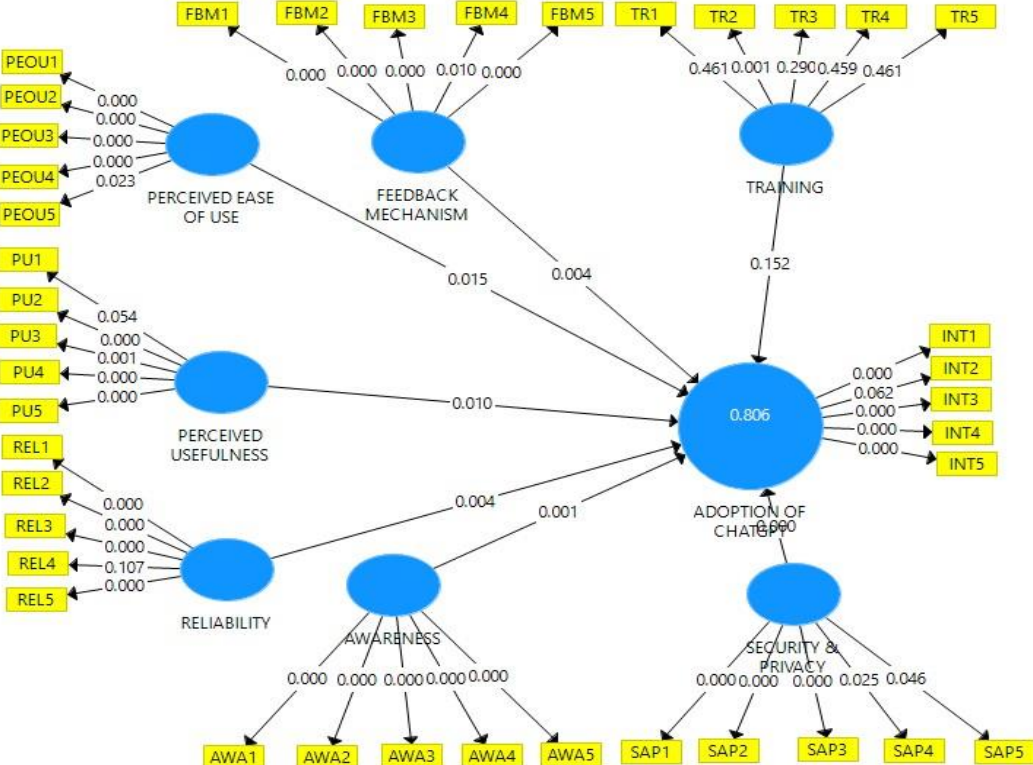 FBM1 FBM2 FBM3 FBM4 FBM5 TR1 TR2 TR3 TR4 TR5
0.000 0.000 0.000 0.010 0.000
0.461 0.001 0.290 0.459 0.461
PEOU1
PEOU2
PEOU3
PEOU4
PEOU5
0.000
0.000
0.000
0.000
0.023
PERCEIVED EASE
OF USE
FEEDBACK
MECHANISM
TRAINING
0.015
0.004
0.152
PU1
PU2
PU3
PU4
PU5
0.054
0.000
0.001
0.000
0.000
PERCEIVED
USEFULNESS
0.010
0.806
ADOPTION OF
CHATGPT
0.000
0.062
0.000
0.000
0.000
INT1
INT2
INT3
INT4
INT5
REL1
REL2
REL3
REL4
REL5
0.000
0.000
0.000
0.107
0.000
RELIABILITY
0.004
0.001
0.000
AWARENESS
SECURITY &
PRIVACY
0.000 0.000 0.000 0.000 0.000
0.000 0.000 0.000 0.025 0.046
AWA1 AWA2 AWA3 AWA4 AWA5 SAP1 SAP2 SAP3 SAP4 SAP5